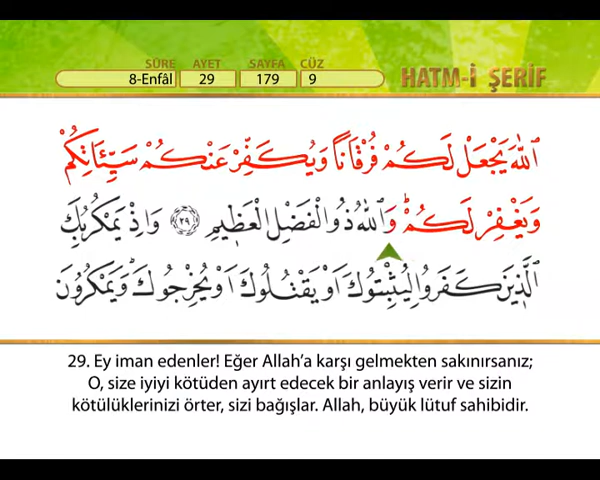 SÛRE AYET SAYFA CÜZ
8-Enfâl 29 179 9 HATM-İ ŞERİF
اللّٰهَ يَجْعَلْ لَكُمْ فُرْقَانًا وَيُكَفِّرْ عَنْكُمْ سَيِّـَٔاتِكُمْ
وَيَغْفِرْ لَكُمْۜ وَاللّٰهُ ذُو الْفَضْلِ الْعَظ۪يمِ ﴿٢٩﴾ وَاِذْ يَمْكُرُ بِكَ
الَّذ۪ينَ كَفَرُوا لِيُثْبِتُوكَ اَوْ يَقْتُلُوكَ اَوْ يُخْرِجُوكَۜ وَيَمْكُرُونَ
29. Ey iman edenler! Eğer Allah’a karşı gelmekten sakınırsanız;
O, size iyiyi kötüden ayırt edecek bir anlayış verir ve sizin
kötülüklerinizi örter, sizi bağışlar. Allah, büyük lütuf sahibidir.